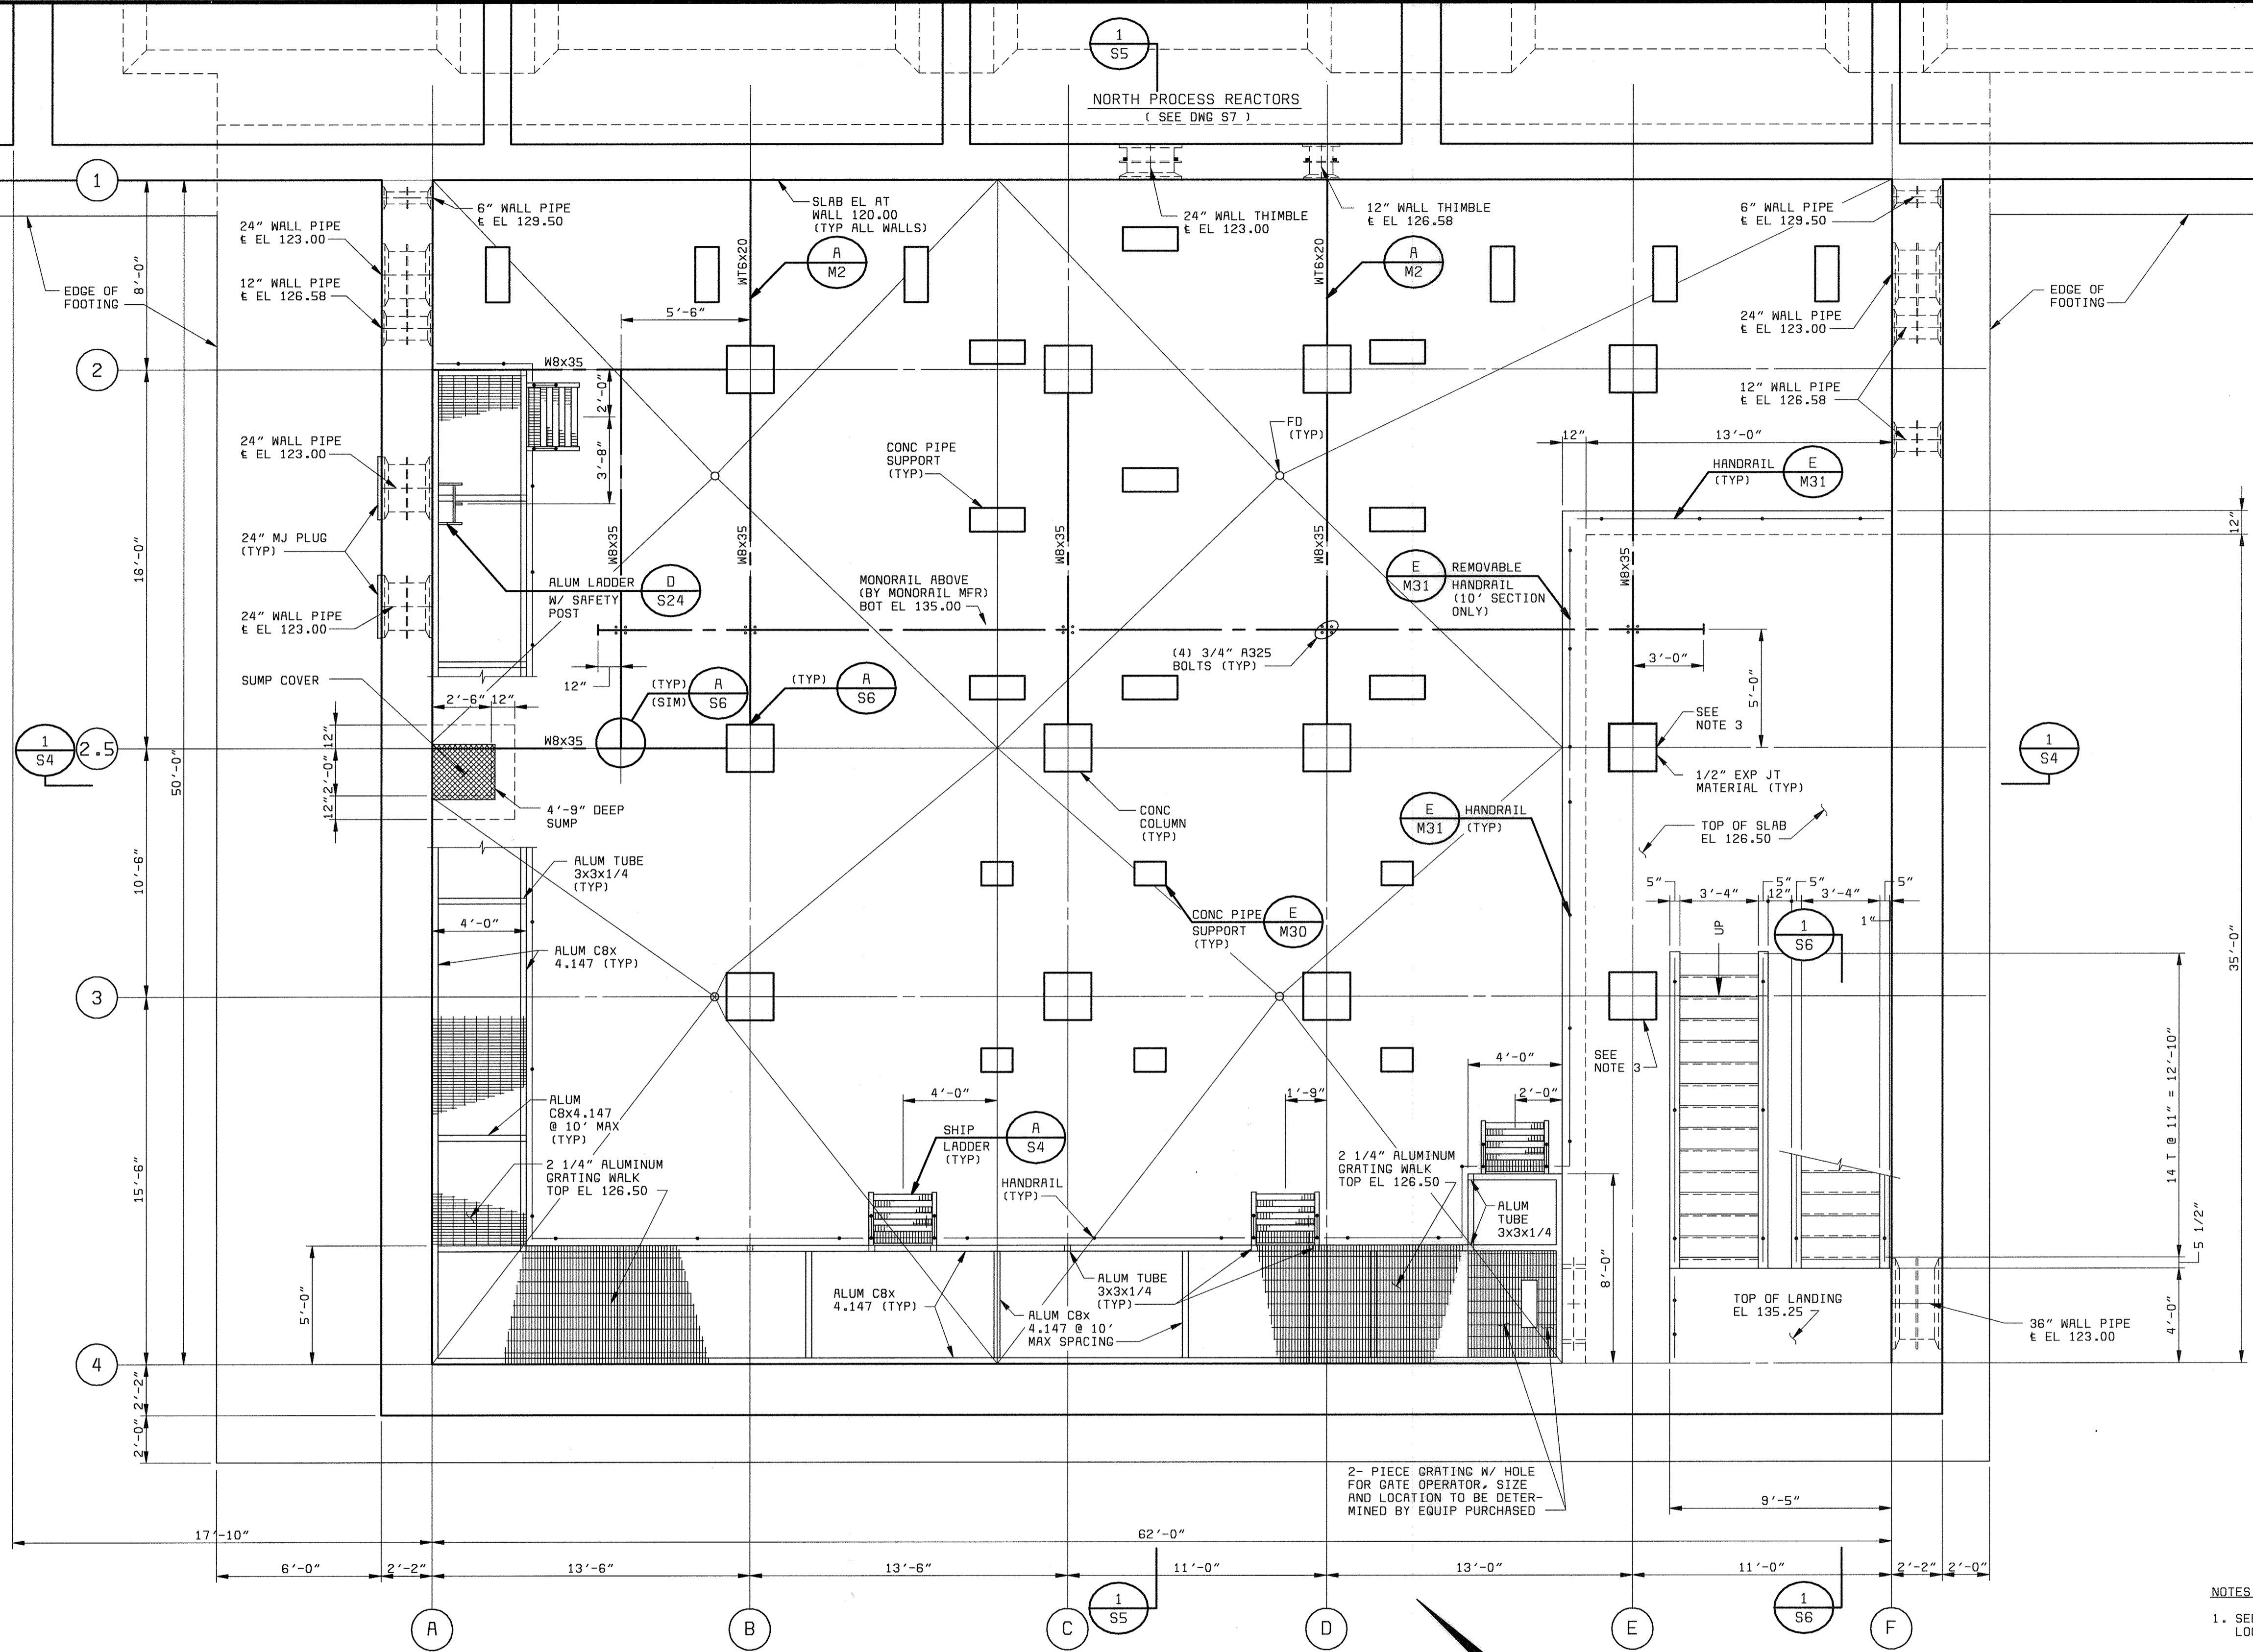 1
S5
NORTH PROCESS REACTORS
( SEE DWG S7 )
1
6" WALL PIPE
℄ EL 129.50
SLAB EL AT
WALL 120.00
(TYP ALL WALLS)
24" WALL THIMBLE
℄ EL 123.00
12" WALL THIMBLE
℄ EL 126.58
6" WALL PIPE
℄ EL 129.50
24" WALL PIPE
℄ EL 123.00
12" WALL PIPE
℄ EL 126.58
8'-0"
EDGE OF
FOOTING
WT6x20
A
M2
WT6x20
A
M2
EDGE OF
FOOTING
24" WALL PIPE
℄ EL 123.00
5'-6"
2
W8x35
2'-0"
3'-8"
12" WALL PIPE
℄ EL 126.58
FD
(TYP)
12"
13'-0"
24" WALL PIPE
℄ EL 123.00
CONC PIPE
SUPPORT
(TYP)
HANDRAIL
(TYP)
E
M31
12"
24" MJ PLUG
(TYP)
16'-0"
W8x35
W8x35
W8x35
W8x35
ALUM LADDER
W/ SAFETY
POST
D
S24
MONORAIL ABOVE
(BY MONORAIL MFR)
BOT EL 135.00
E
M31
REMOVABLE
HANDRAIL
(10' SECTION
ONLY)
24" WALL PIPE
℄ EL 123.00
(4) 3/4" A325
BOLTS (TYP)
3'-0"
5'-0"
SUMP COVER
2'-6"
12"
12"
(TYP)
(SIM)
A
S6
(TYP)
A
S6
SEE
NOTE 3
1
S4
2.5
50'-0"
12"
2'-0"
12"
W8x35
1
S4
1/2" EXP JT
MATERIAL (TYP)
4'-9" DEEP
SUMP
CONC
COLUMN
(TYP)
E
M31
HANDRAIL
(TYP)
TOP OF SLAB
EL 126.50
10'-6"
ALUM TUBE
3x3x1/4
(TYP)
4'-0"
5"
3'-4"
5"
12"
5"
3'-4"
5"
1"
CONC PIPE
SUPPORT
(TYP)
E
M30
UP
1
S6
ALUM C8x
4.147 (TYP)
35'-0"
3
14 T @ 11" = 12'-10"
SEE
NOTE 3
4'-0"
2'-0"
4'-0"
1'-9"
ALUM
C8x4.147
@ 10' MAX
(TYP)
SHIP
LADDER
(TYP)
A
S4
15'-6"
2 1/4" ALUMINUM
GRATING WALK
TOP EL 126.50
HANDRAIL
(TYP)
2 1/4" ALUMINUM
GRATING WALK
TOP EL 126.50
ALUM
TUBE
3x3x1/4
5 1/2"
5'-0"
ALUM C8x
4.147 (TYP)
ALUM TUBE
3x3x1/4
(TYP)
ALUM C8x
4.147 @ 10'
MAX SPACING
8'-0"
TOP OF LANDING
EL 135.25
4'-0"
36" WALL PIPE
℄ EL 123.00
4
2'-2"
2'-0"
2- PIECE GRATING W/ HOLE
FOR GATE OPERATOR, SIZE
AND LOCATION TO BE DETER-
MINED BY EQUIP PURCHASED
9'-5"
17'-10"
62'-0"
6'-0"
2'-2"
13'-6"
13'-6"
11'-0"
13'-0"
11'-0"
2'-2"
2'-0"
A
B
C
1
S5
D
E
1
S6
F
NOTES
1. SEE